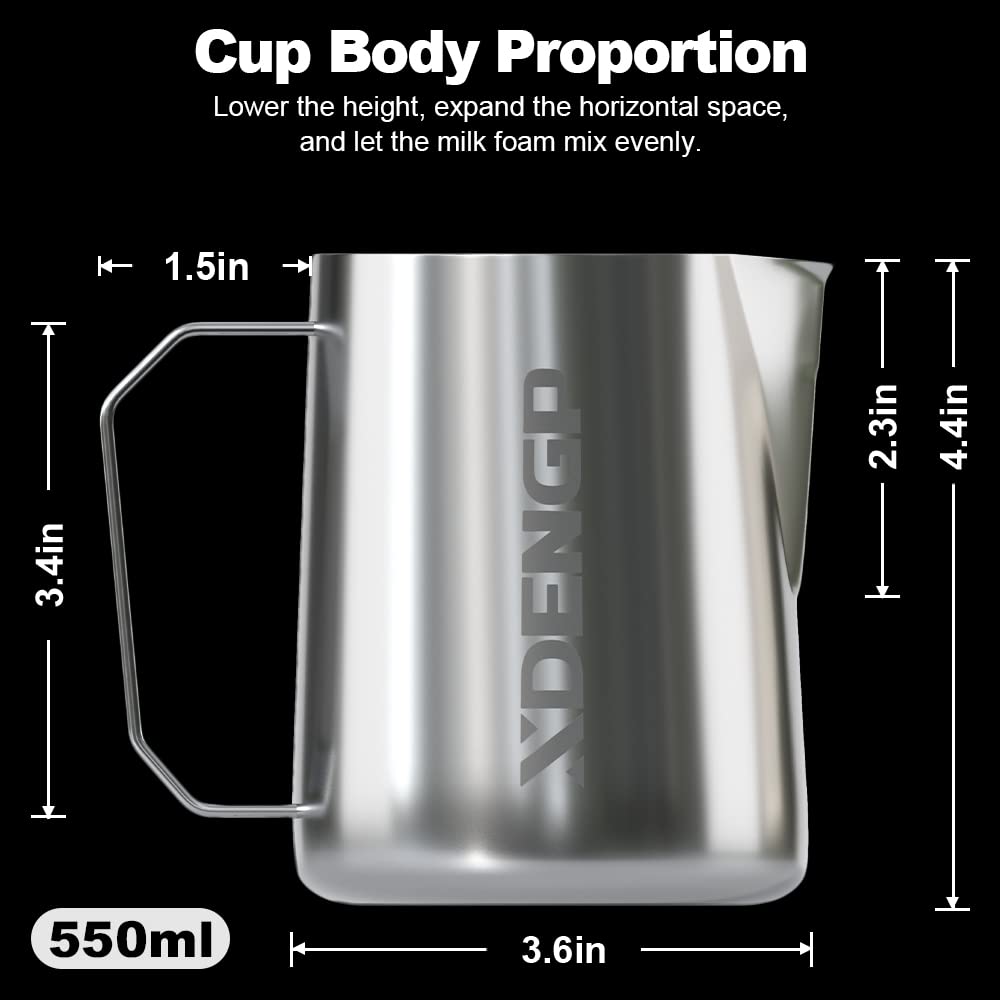 Cup Body Proportion
Lower the height, expand the horizontal space,
and let the milk foam mix evenly.
1.5in
3.4in
XDENGP
2.3in
4.4in
550ml
3.6in